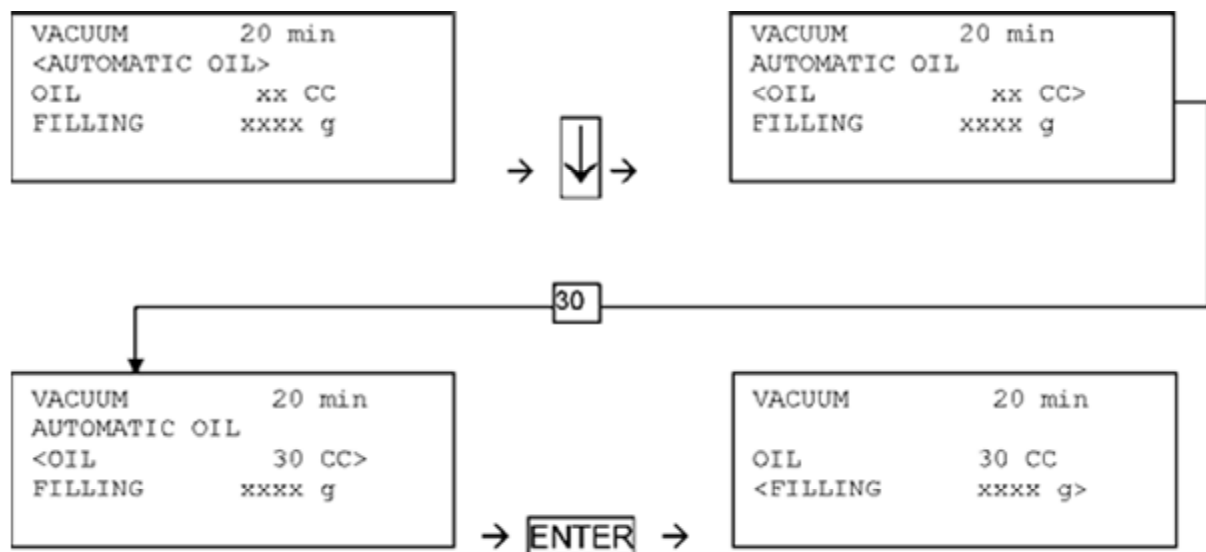 VACUUM 20 min
<AUTOMATIC OIL>
OIL xx CC
FILLING xxxx g
→ ↓ →
VACUUM 20 min
AUTOMATIC OIL
<OIL xx CC>
FILLING xxxx g
30
VACUUM 20 min
AUTOMATIC OIL
<OIL 30 CC>
FILLING xxxx g
→ ENTER →
VACUUM 20 min
OIL 30 CC
<FILLING xxxx g>